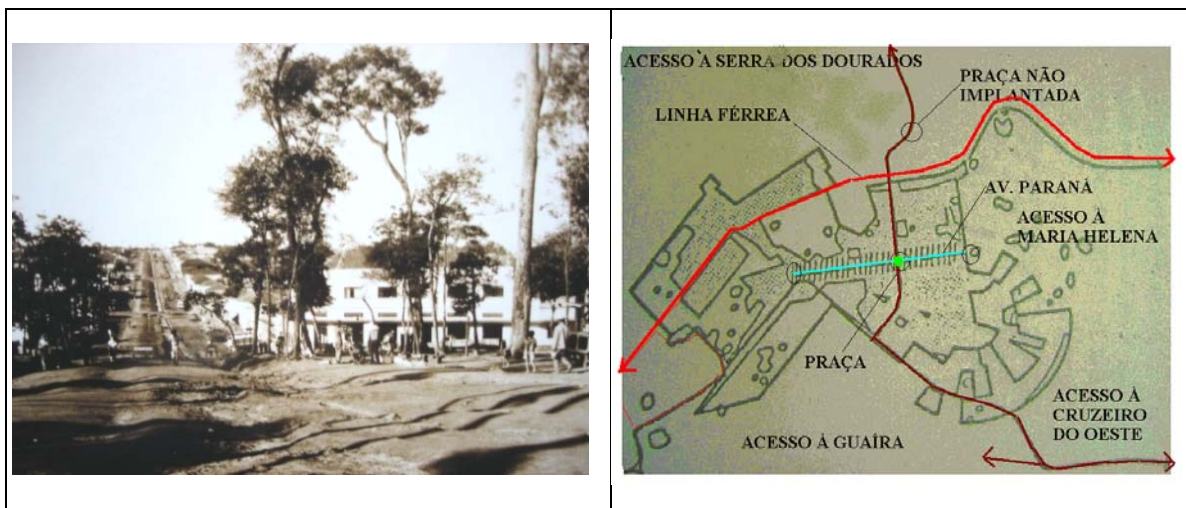 ACESSO À SERRA DOS DOURADOS
PRAÇA NÃO
IMPLANTADA
LINHA FÉRREA
AV. PARANÁ
ACESSO À
MARIA HELENA
PRAÇA
ACESSO À
CRUZEIRO
DO OESTE
ACESSO À GUAÍRA